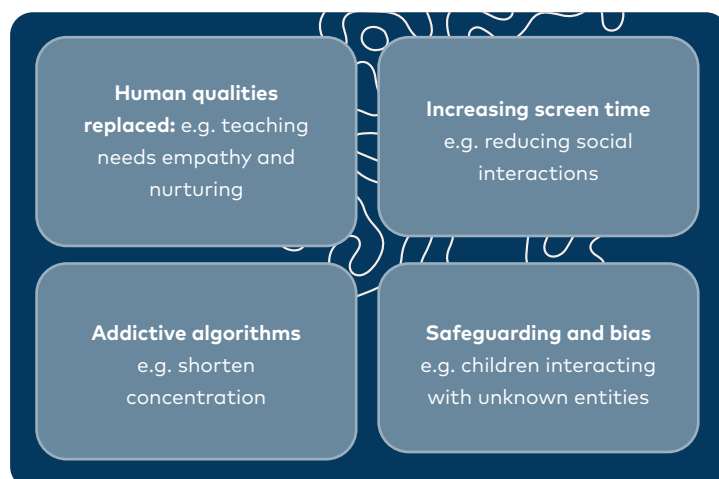 Human qualities
replaced: e.g. teaching
needs empathy and
nurturing
Increasing screen time
e.g. reducing social
interactions
Addictive algorithms
e.g. shorten
concentration
Safeguarding and bias
e.g. children interacting
with unknown entities